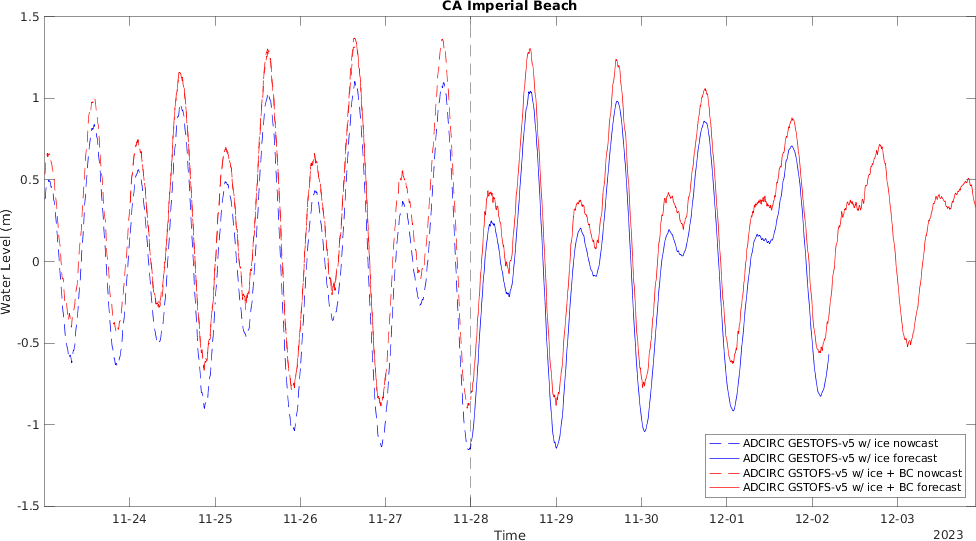 CA Imperial Beach
1.5
1
0.5
0
-0.5
-1
-1.5
Water Level (m)
11-24 11-25 11-26 11-27 11-28 11-29 11-30 12-01 12-02 12-03
Time
2023
ADCIRC GESTOFS-v5 w/ ice nowcast
ADCIRC GESTOFS-v5 w/ ice forecast
ADCIRC GSTOFS-v5 w/ ice + BC nowcast
ADCIRC GSTOFS-v5 w/ ice + BC forecast